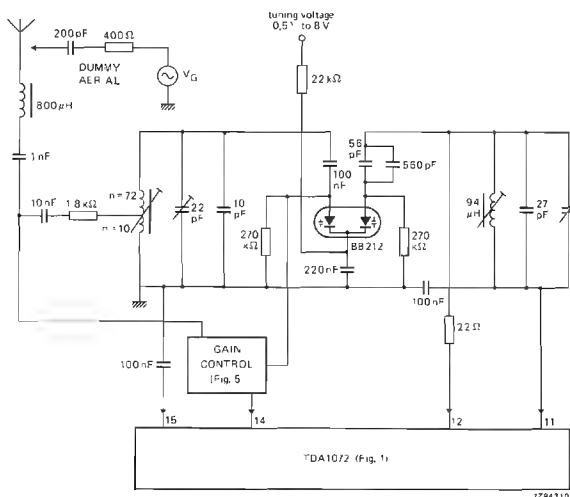 tuning voltage
0,5 V to 8 V
200 pF
400 Ω
DUMMY
AERIAL
VG
22 kΩ
800 µH
1 nF
10 nF
1.8 kΩ
n=72
n=10
22
pF
10
pF
100
nF
56
pF
560 pF
270
kΩ
BB212
270
kΩ
220 nF
94
µH
27
pF
100 nF
22 Ω
100 nF
GAIN
CONTROL
(Fig. 5
15
14
12
11
TDA1072 (Fig. 1)
7Z84310